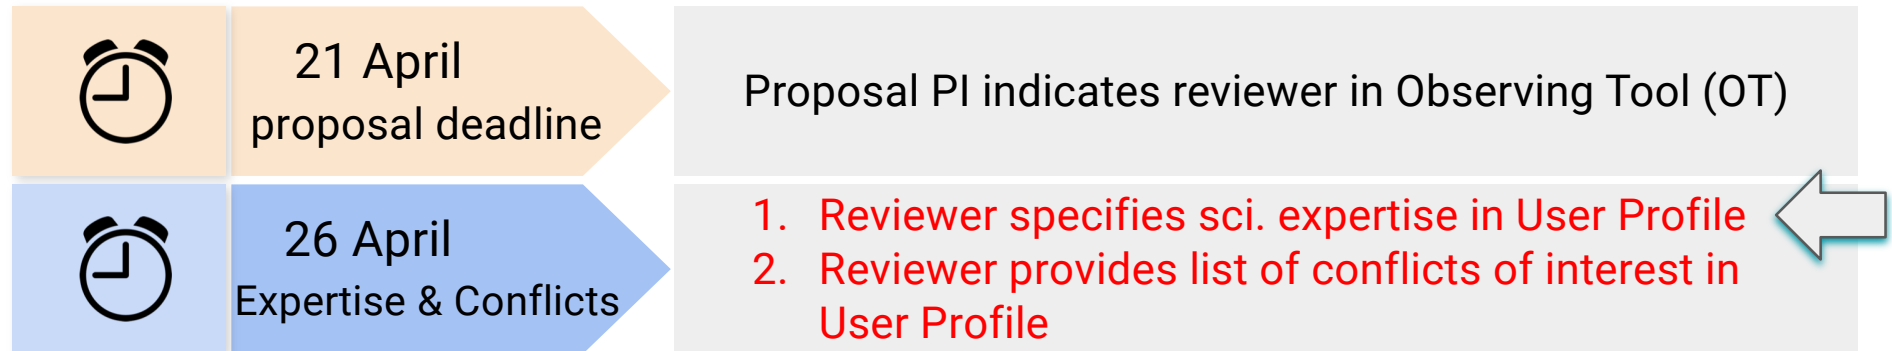 21 April
proposal deadline
Proposal PI indicates reviewer in Observing Tool (OT)
26 April
Expertise & Conflicts
1. Reviewer specifies sci. expertise in User Profile
2. Reviewer provides list of conflicts of interest in
User Profile